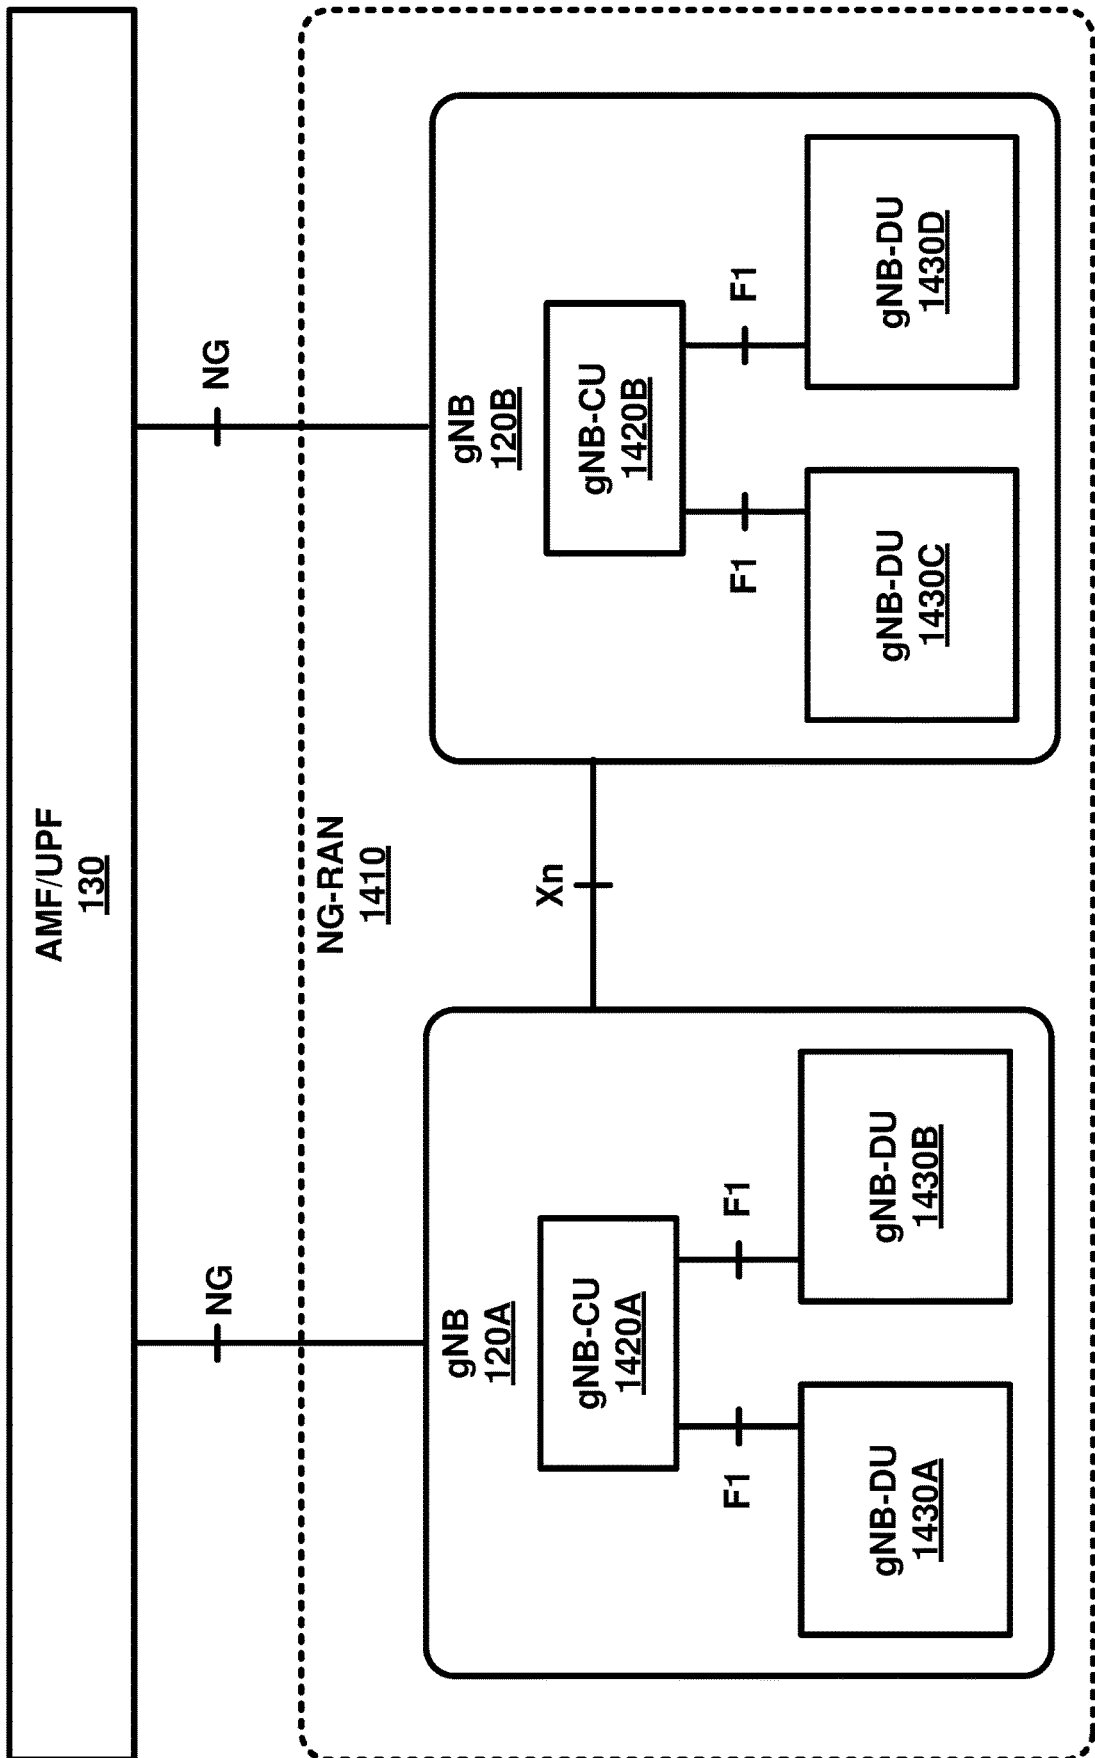 AMF/UPF
130
NG
NG
NG-RAN
1410
gNB
120A
gNB-CU
1420A
F1
F1
gNB-DU
1430A
gNB-DU
1430B
Xn
gNB
120B
gNB-CU
1420B
F1
F1
gNB-DU
1430C
gNB-DU
1430D